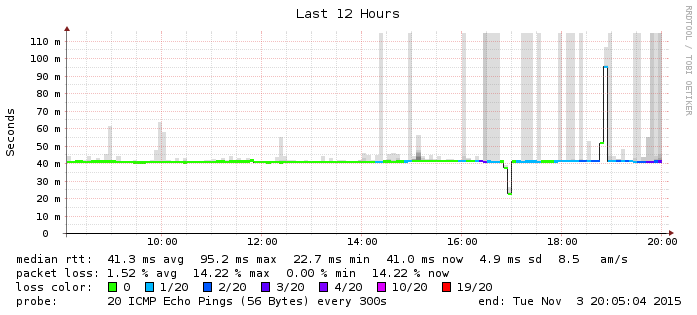 Last 12 Hours
RRDTOOL / TOBI OETIKER
Seconds
110 m
100 m
90 m
80 m
70 m
60 m
50 m
40 m
30 m
20 m
10 m
0
10:00 12:00 14:00 16:00 18:00 20:00
median rtt: 41.3 ms avg 95.2 ms max 22.7 ms min 41.0 ms now 4.9 ms sd 8.5 am/s
packet loss: 1.52 % avg 14.22 % max 0.00 % min 14.22 % now
loss color: 0 1/20 2/20 3/20 4/20 10/20 19/20
probe: 20 ICMP Echo Pings (56 Bytes) every 300s end: Tue Nov 3 20:05:04 2015